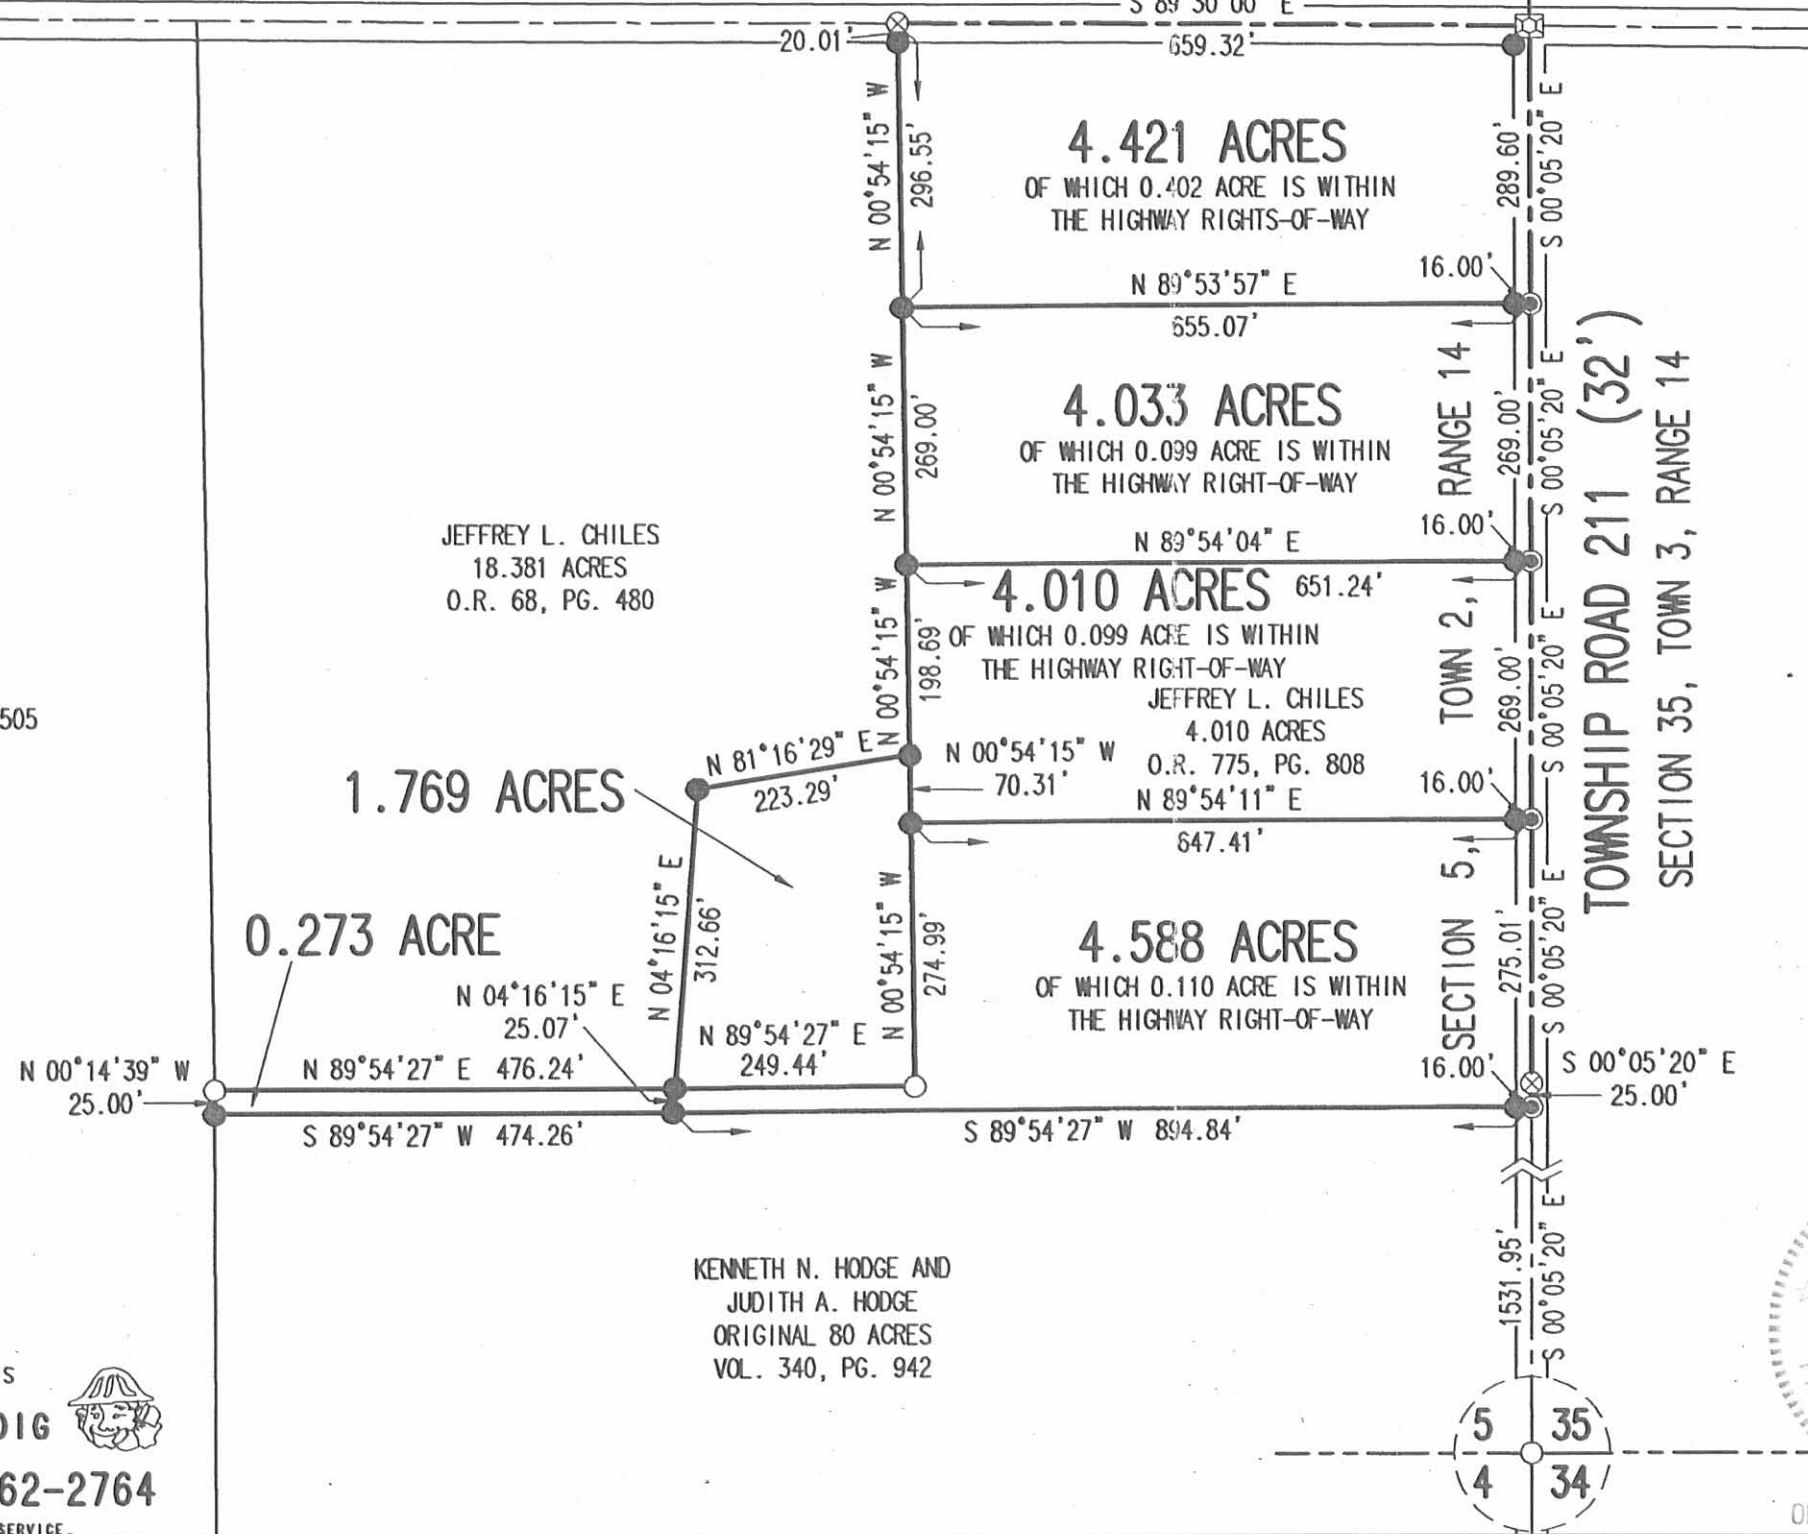 S 89°30'00" E
20.01'
659.32'
N 00°54'15" W
296.55'
4.421 ACRES
OF WHICH 0.402 ACRE IS WITHIN
THE HIGHWAY RIGHTS-OF-WAY
289.60'
S 00°05'20" E
N 89°53'57" E
16.00'
655.07'
N 00°54'15" W
269.00'
4.033 ACRES
OF WHICH 0.099 ACRE IS WITHIN
THE HIGHWAY RIGHT-OF-WAY
269.00'
S 00°05'20" E
N 89°54'04" E
16.00'
651.24'
JEFFREY L. CHILES
18.381 ACRES
O.R. 68, PG. 480
N 00°54'15" W
198.69'
4.010 ACRES
OF WHICH 0.099 ACRE IS WITHIN
THE HIGHWAY RIGHT-OF-WAY
JEFFREY L. CHILES
4.010 ACRES
O.R. 775, PG. 808
269.00'
S 00°05'20" E
SECTION 5, TOWN 2, RANGE 14
TOWNSHIP ROAD 211 (32')
SECTION 35, TOWN 3, RANGE 14
505
N 81°16'29" E
223.29'
N 00°54'15" W
70.31'
N 89°54'11" E
16.00'
647.41'
1.769 ACRES
N 04°16'15" E
312.66'
N 00°54'15" W
274.99'
4.588 ACRES
OF WHICH 0.110 ACRE IS WITHIN
THE HIGHWAY RIGHT-OF-WAY
275.01'
S 00°05'20" E
0.273 ACRE
N 04°16'15" E
25.07'
N 89°54'27" E
249.44'
N 00°14'39" W
25.00'
N 89°54'27" E 476.24'
16.00'
S 00°05'20" E
25.00'
S 89°54'27" W 474.26'
S 89°54'27" W 894.84'
1531.95'
S 00°05'20" E
KENNETH N. HODGE AND
JUDITH A. HODGE
ORIGINAL 80 ACRES
VOL. 340, PG. 942
S
DIG
62-2764
SERVICE.
5 35
4 34